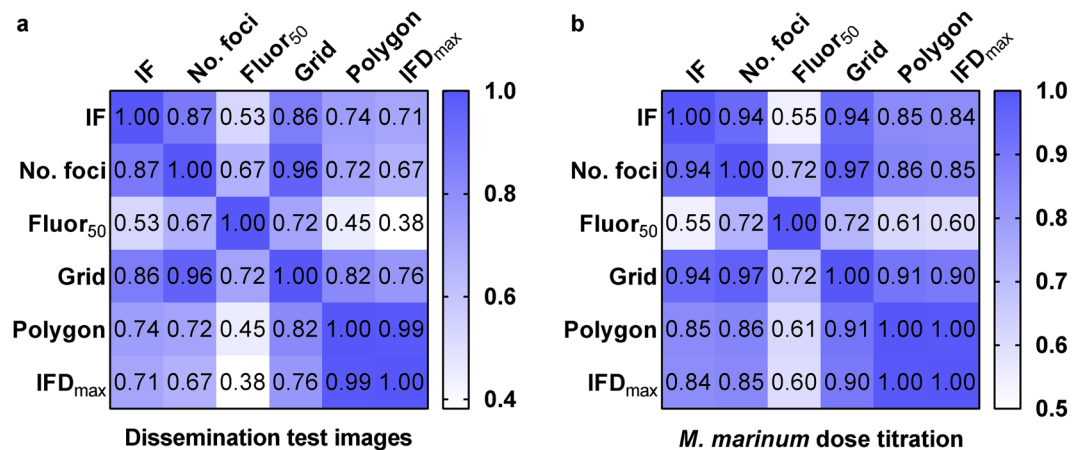 a
IF No. foci Fluor50 Grid Polygon IFDmax
IF 1.00 0.87 0.53 0.86 0.74 0.71
No. foci 0.87 1.00 0.67 0.96 0.72 0.67
Fluor50 0.53 0.67 1.00 0.72 0.45 0.38
Grid 0.86 0.96 0.72 1.00 0.82 0.76
Polygon 0.74 0.72 0.45 0.82 1.00 0.99
IFDmax 0.71 0.67 0.38 0.76 0.99 1.00
1.0
0.8
0.6
0.4
Dissemination test images
b
IF No. foci Fluor50 Grid Polygon IFDmax
IF 1.00 0.94 0.55 0.94 0.85 0.84
No. foci 0.94 1.00 0.72 0.97 0.86 0.85
Fluor50 0.55 0.72 1.00 0.72 0.61 0.60
Grid 0.94 0.97 0.72 1.00 0.91 0.90
Polygon 0.85 0.86 0.61 0.91 1.00 1.00
IFDmax 0.84 0.85 0.60 0.90 1.00 1.00
1.0
0.9
0.8
0.7
0.6
0.5
M. marinum dose titration